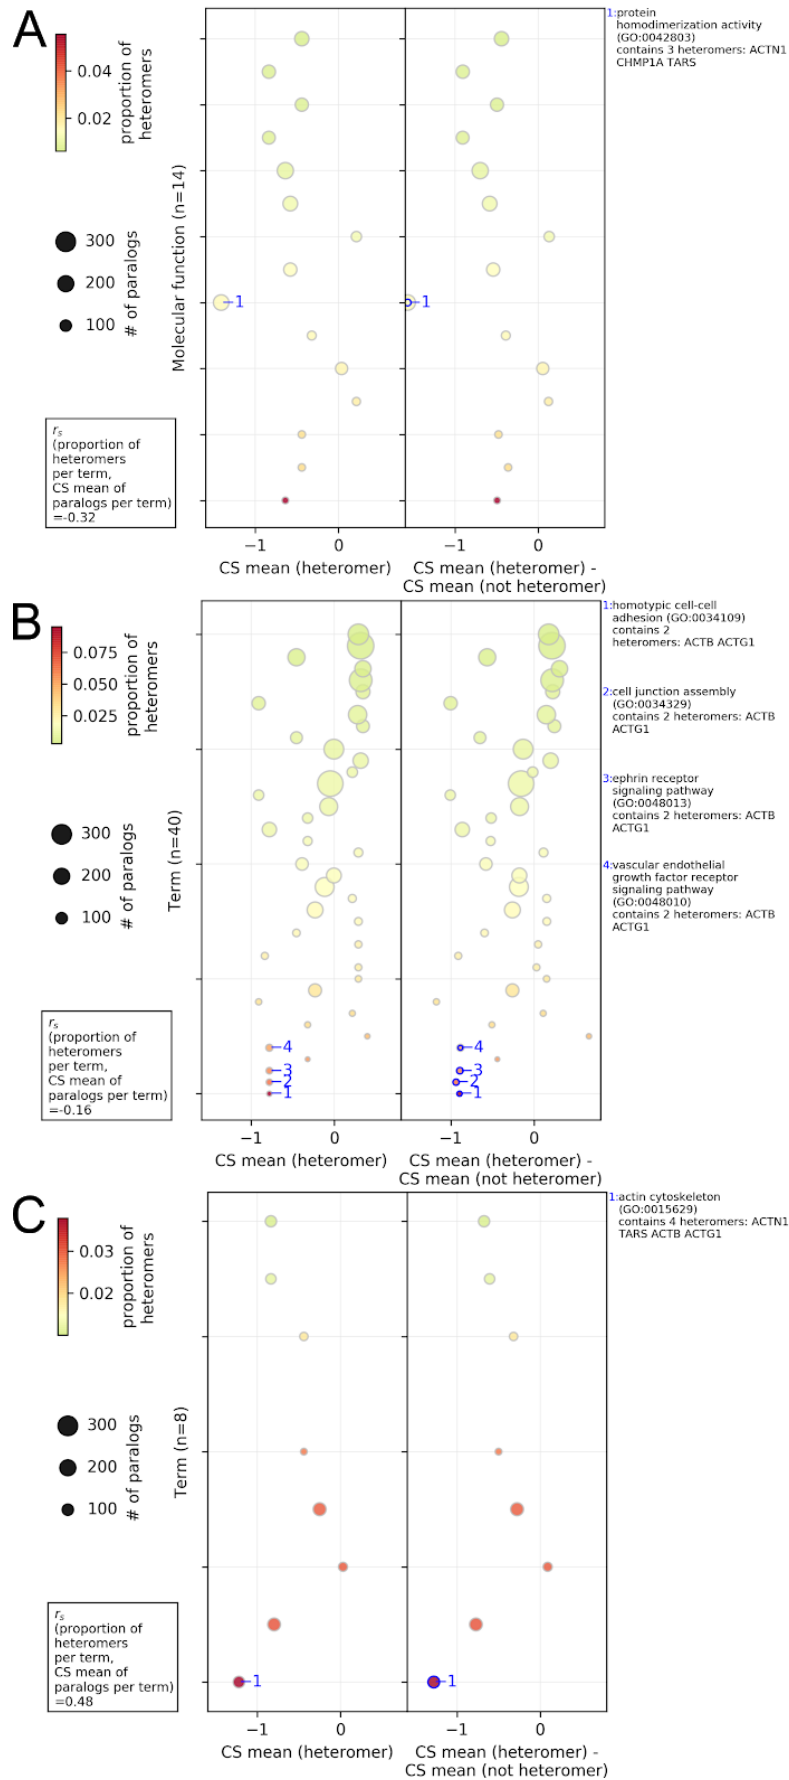 A
0.04
0.02
proportion of
heteromers
300
200
100
# of paralogs
Molecular function (n=14)
rs
(proportion of
heteromers
per term,
CS mean of
paralogs per term)
=-0.32
1
1
−1
0
−1
0
CS mean (heteromer)
CS mean (heteromer) -
CS mean (not heteromer)
1:protein
homodimerization activity
(GO:0042803)
contains 3 heteromers: ACTN1
CHMP1A TARS
B
0.075
0.050
0.025
proportion of
heteromers
300
200
100
# of paralogs
Term (n=40)
rs
(proportion of
heteromers
per term,
CS mean of
paralogs per term)
=-0.16
4
3
2
1
4
3
2
1
−1
0
−1
0
CS mean (heteromer)
CS mean (heteromer) -
CS mean (not heteromer)
1:homotypic cell-cell
adhesion (GO:0034109)
contains 2
heteromers: ACTB ACTG1
2:cell junction assembly
(GO:0034329)
contains 2 heteromers: ACTB
ACTG1
3:ephrin receptor
signaling pathway
(GO:0048013)
contains 2 heteromers: ACTB
ACTG1
4:vascular endothelial
growth factor receptor
signaling pathway
(GO:0048010)
contains 2 heteromers: ACTB
ACTG1
C
0.03
0.02
proportion of
heteromers
300
200
100
# of paralogs
Term (n=8)
rs
(proportion of
heteromers
per term,
CS mean of
paralogs per term)
=0.48
1
1
−1
0
−1
0
CS mean (heteromer)
CS mean (heteromer) -
CS mean (not heteromer)
1:actin cytoskeleton
(GO:0015629)
contains 4 heteromers: ACTN1
TARS ACTB ACTG1